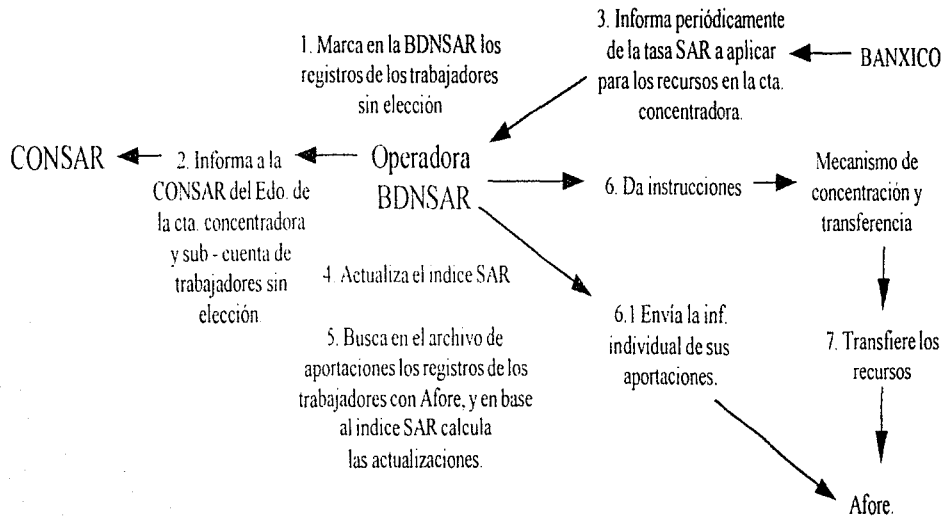 1. Marca en la BDNSAR los
registros de los trabajadores
sin elección
3. Informa periódicamente
de la tasa SAR a aplicar
para los recursos en la cta.
concentradora.
BANXICO
CONSAR
2. Informa a la
CONSAR del Edo. de
la cta. concentradora
y sub - cuenta de
trabajadores sin
elección.
Operadora
BDNSAR
6. Da instrucciones
Mecanismo de
concentración y
transferencia
4. Actualiza el indice SAR
5. Busca en el archivo de
aportaciones los registros de los
trabajadores con Afore, y en base
al indice SAR calcula
las actualizaciones.
6.1 Envía la inf.
individual de sus
aportaciones.
7. Transfiere los
recursos
Afore.